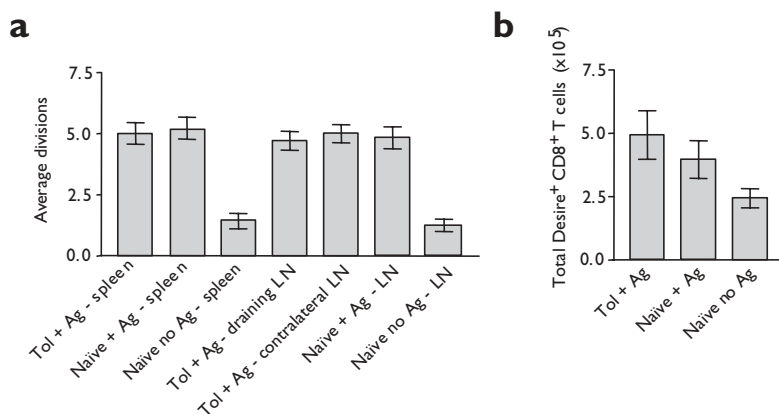 a
Average divisions
7.5
5.0
2.5
0.0
Tol + Ag - spleen
Naïve + Ag - spleen
Naïve no Ag - spleen
Tol + Ag - draining LN
Tol + Ag - contralateral LN
Naïve + Ag - LN
Naïve no Ag - LN
b
Total Desire⁺ CD8⁺ T cells (x10⁵)
7.5
5.0
2.5
0.0
Tol + Ag
Naïve + Ag
Naïve no Ag